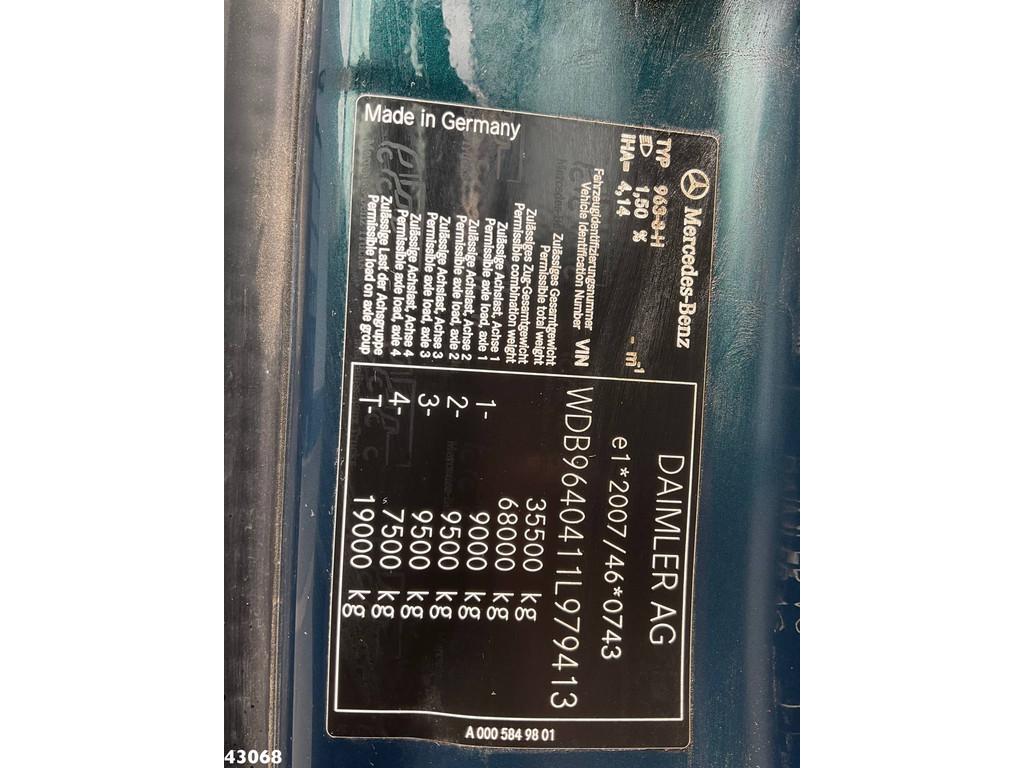 Mercedes-Benz
TYP 963-8-H
1,50 % - m-1
IHA= 4,14
DAIMLER AG
e1*2007/46*0743
Fahrzeugidentifizierungsnummer
Vehicle Identification Number VIN WDB9640411L979413
Zulässiges Gesamtgewicht
Permissible total weight 35500 kg
Zulässiges Zug-Gesamtgewicht
Permissible combination weight 68000 kg
Zulässige Achslast, Achse 1
Permissible axle load, axle 1 1- 9000 kg
Zulässige Achslast, Achse 2
Permissible axle load, axle 2 2- 9500 kg
Zulässige Achslast, Achse 3
Permissible axle load, axle 3 3- 9500 kg
Zulässige Achslast, Achse 4
Permissible axle load, axle 4 4- 7500 kg
Zulässige Last der Achsgruppe
Permissible load on axle group T- 19000 kg
Made in Germany
A 000 584 98 01
43068